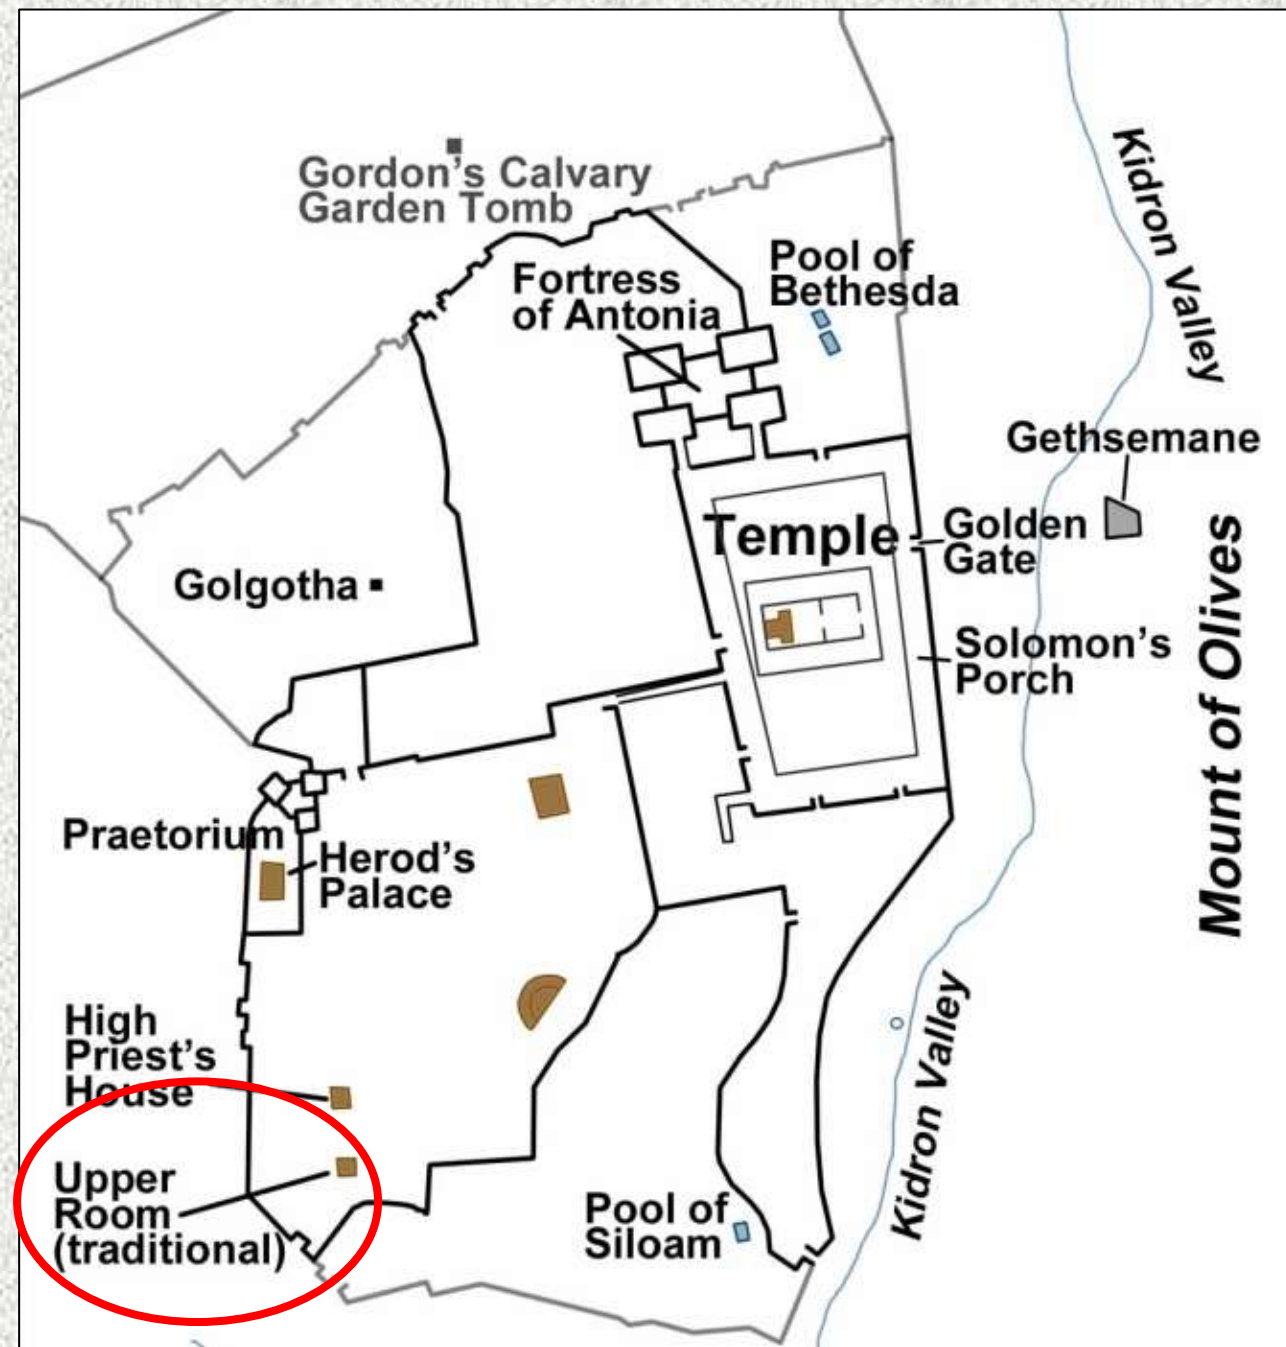 Gordon's Calvary
Garden Tomb
Kidron Valley
Pool of
Bethesda
Fortress
of Antonia
Gethsemane
Temple
Golden
Gate
Golgotha
Solomon's
Porch
Mount of Olives
Praetorium
Herod's
Palace
High
Priest's
House
Kidron Valley
Upper
Room
(traditional)
Pool of
Siloam